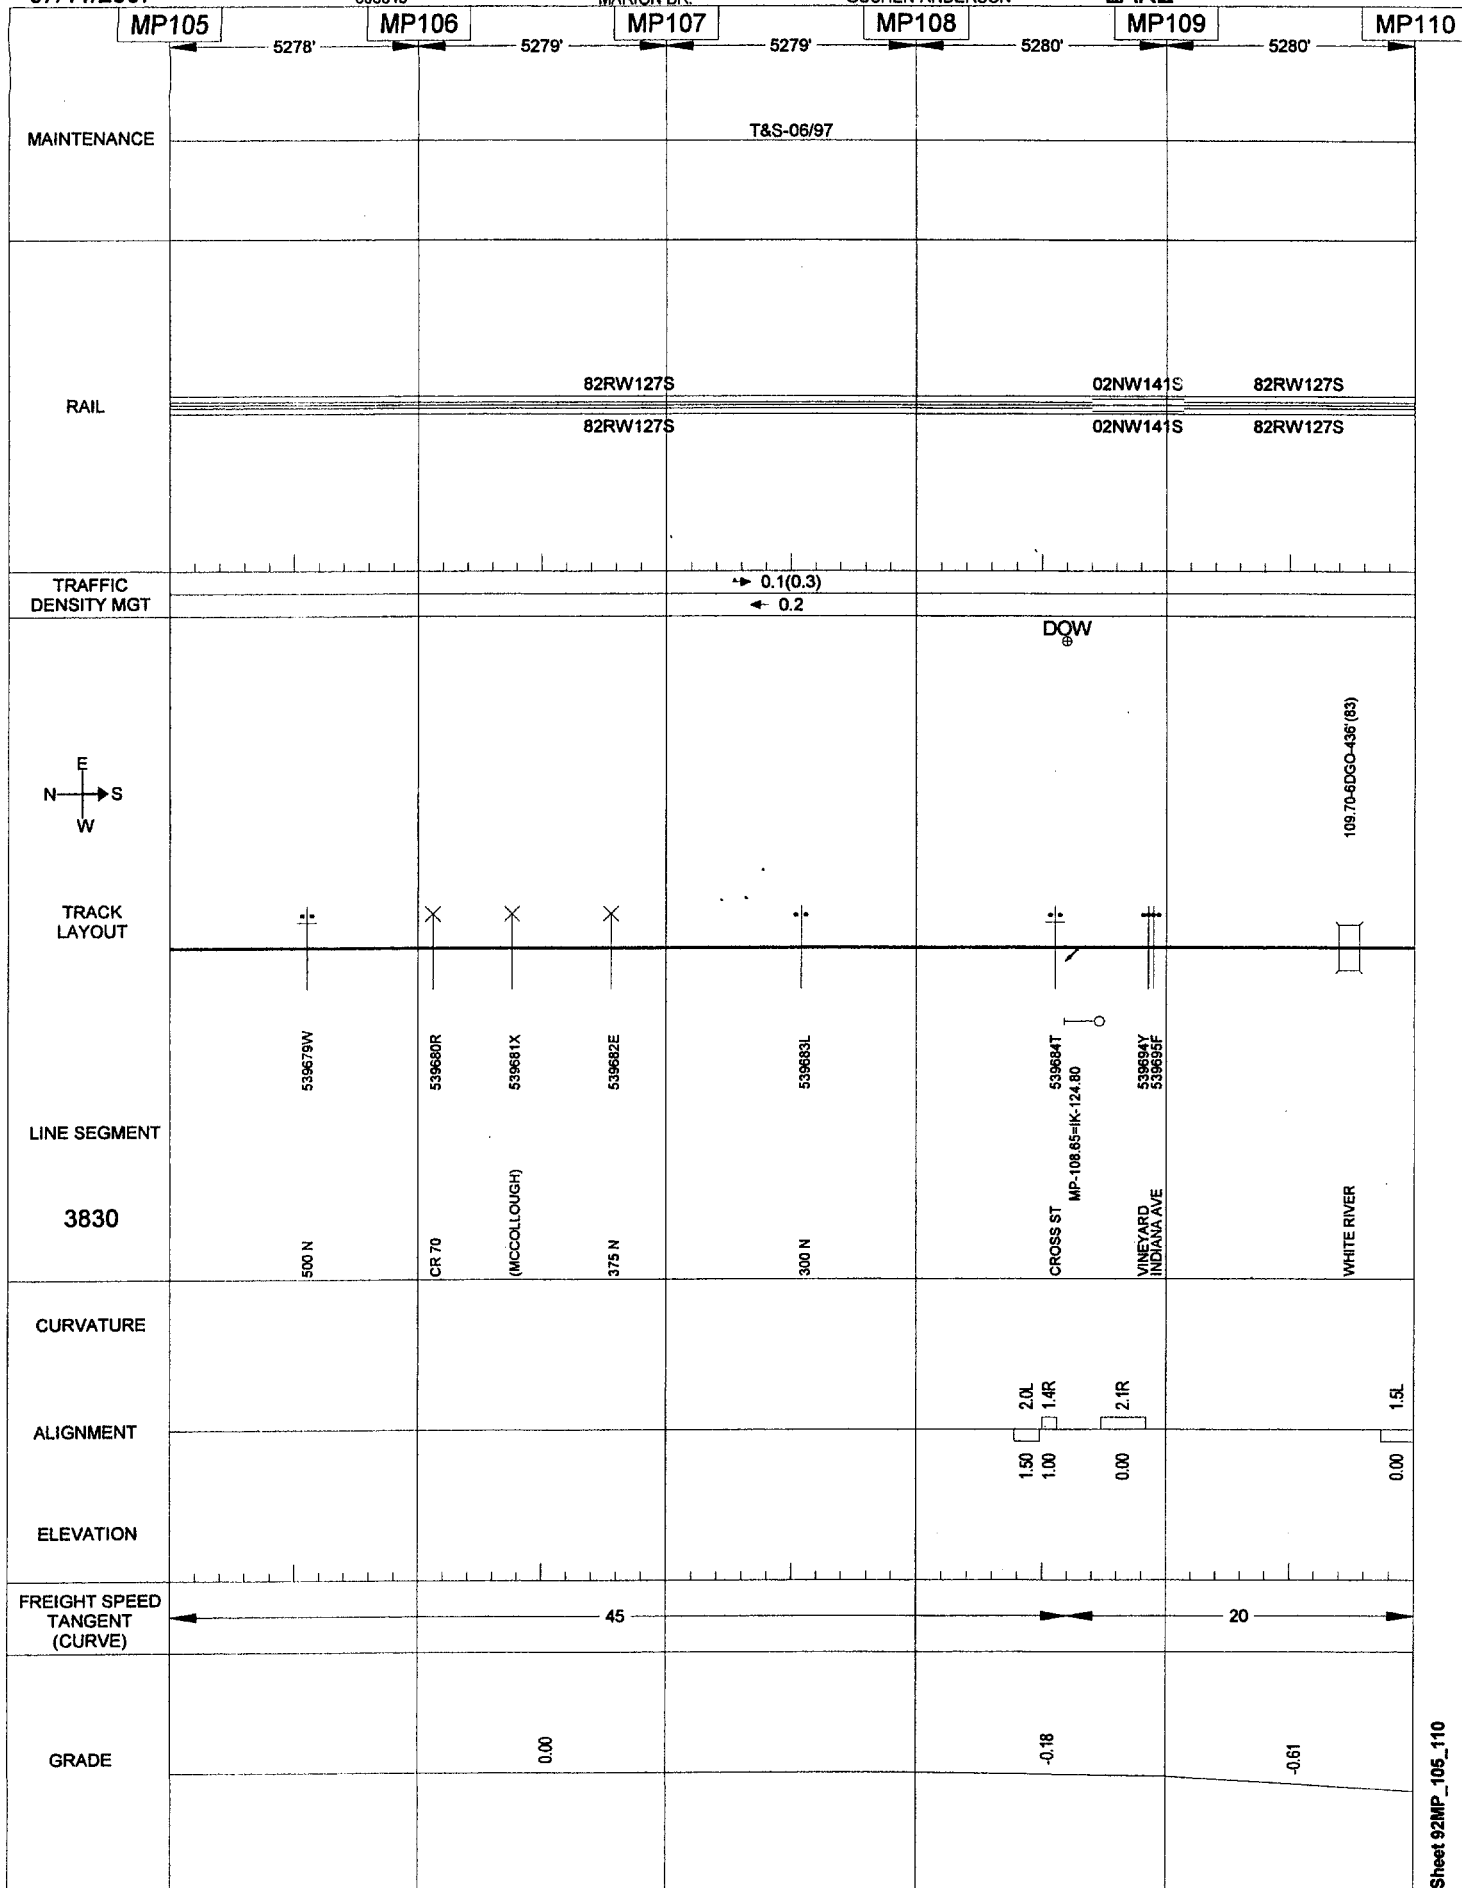 MARION BR.
MP105
MP106
MP107
MP108
MP109
MP110
5278'
5279'
5279'
5280'
5280'
MAINTENANCE
T&S-06/97
RAIL
82RW127S
02NW141S
82RW127S
82RW127S
02NW141S
82RW127S
TRAFFIC
DENSITY MGT
0.1(0.3)
0.2
DOW
E
N
S
W
109.70-6DGO-436'(83)
TRACK
LAYOUT
539679W
539680R
539681X
539682E
539683L
539684T
MP-108.65=IK-124.80
539694Y
539695F
LINE SEGMENT
3830
500 N
CR 70
(MCCOLLOUGH)
375 N
300 N
CROSS ST
VINEYARD
INDIANA AVE
WHITE RIVER
CURVATURE
2.0L
1.4R
2.1R
1.5L
ALIGNMENT
1.50
1.00
0.00
0.00
ELEVATION
FREIGHT SPEED
TANGENT
(CURVE)
45
20
GRADE
0.00
-0.18
-0.61
Sheet 92MP_105_110